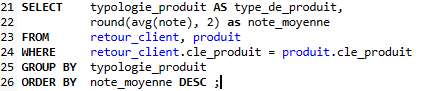 21 SELECT typologie_produit AS type_de_produit,
22 round(avg(note), 2) as note_moyenne
23 FROM retour_client, produit
24 WHERE retour_client.cle_produit = produit.cle_produit
25 GROUP BY typologie_produit
26 ORDER BY note_moyenne DESC ;